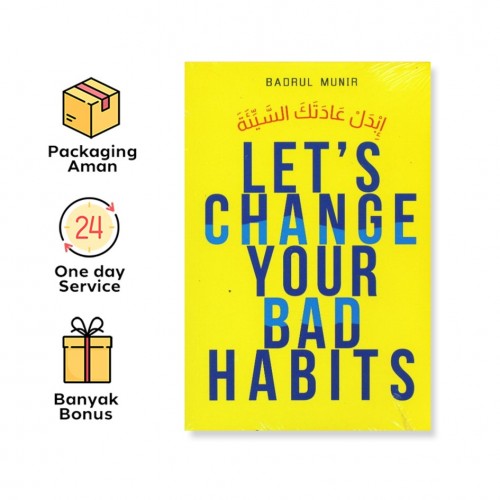 Packaging
Aman
24
One day
Service
Banyak
Bonus
BADRUL MUNIR
إِبْدَلْ عَادَتَكَ السَّيِّئَةَ
LET'S
CHANGE
YOUR
BAD
HABITS